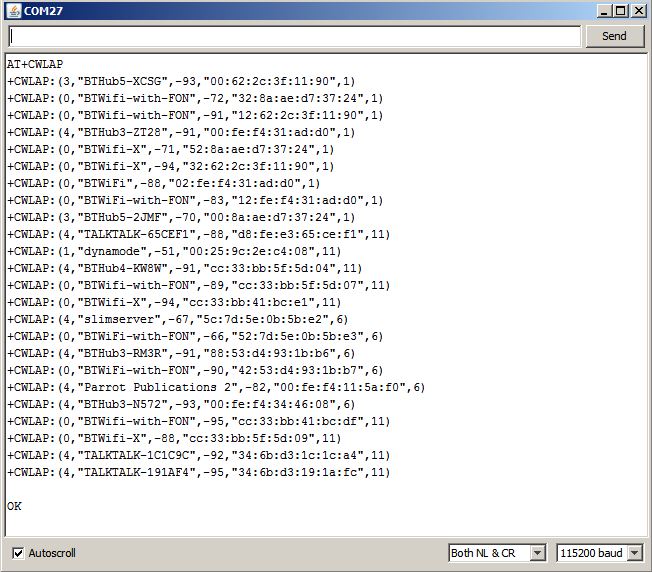 COM27
Send
AT+CWLAP
+CWLAP:(3,"BTHub5-XCSG",-93,"00:62:2c:3f:11:90",1)
+CWLAP:(0,"BTWifi-with-FON",-72,"32:8a:ae:d7:37:24",1)
+CWLAP:(0,"BTWifi-with-FON",-91,"12:62:2c:3f:11:90",1)
+CWLAP:(4,"BTHub3-ZT28",-91,"00:fe:f4:31:ad:d0",1)
+CWLAP:(0,"BTWifi-X",-71,"52:8a:ae:d7:37:24",1)
+CWLAP:(0,"BTWifi-X",-94,"32:62:2c:3f:11:90",1)
+CWLAP:(0,"BTWiFi",-88,"02:fe:f4:31:ad:d0",1)
+CWLAP:(0,"BTWiFi-with-FON",-83,"12:fe:f4:31:ad:d0",1)
+CWLAP:(3,"BTHub5-2JMF",-70,"00:8a:ae:d7:37:24",1)
+CWLAP:(4,"TALKTALK-65CEF1",-88,"d8:fe:e3:65:ce:f1",11)
+CWLAP:(1,"dynamode",-51,"00:25:9c:2e:c4:08",11)
+CWLAP:(4,"BTHub4-KW8W",-91,"cc:33:bb:5f:5d:04",11)
+CWLAP:(0,"BTWifi-with-FON",-89,"cc:33:bb:5f:5d:07",11)
+CWLAP:(0,"BTWifi-X",-94,"cc:33:bb:41:bc:e1",11)
+CWLAP:(4,"slimserver",-67,"5c:7d:5e:0b:5b:e2",6)
+CWLAP:(0,"BTWiFi-with-FON",-66,"52:7d:5e:0b:5b:e3",6)
+CWLAP:(4,"BTHub3-RM3R",-91,"88:53:d4:93:1b:b6",6)
+CWLAP:(0,"BTWiFi-with-FON",-90,"42:53:d4:93:1b:b7",6)
+CWLAP:(4,"Parrot Publications 2",-82,"00:fe:f4:11:5a:f0",6)
+CWLAP:(4,"BTHub3-N572",-93,"00:fe:f4:34:46:08",6)
+CWLAP:(0,"BTWifi-with-FON",-95,"cc:33:bb:41:bc:df",11)
+CWLAP:(0,"BTWifi-X",-88,"cc:33:bb:5f:5d:09",11)
+CWLAP:(4,"TALKTALK-1C1C9C",-92,"34:6b:d3:1c:1c:a4",11)
+CWLAP:(4,"TALKTALK-191AF4",-95,"34:6b:d3:19:1a:fc",11)
OK
Autoscroll
Both NL & CR
115200 baud